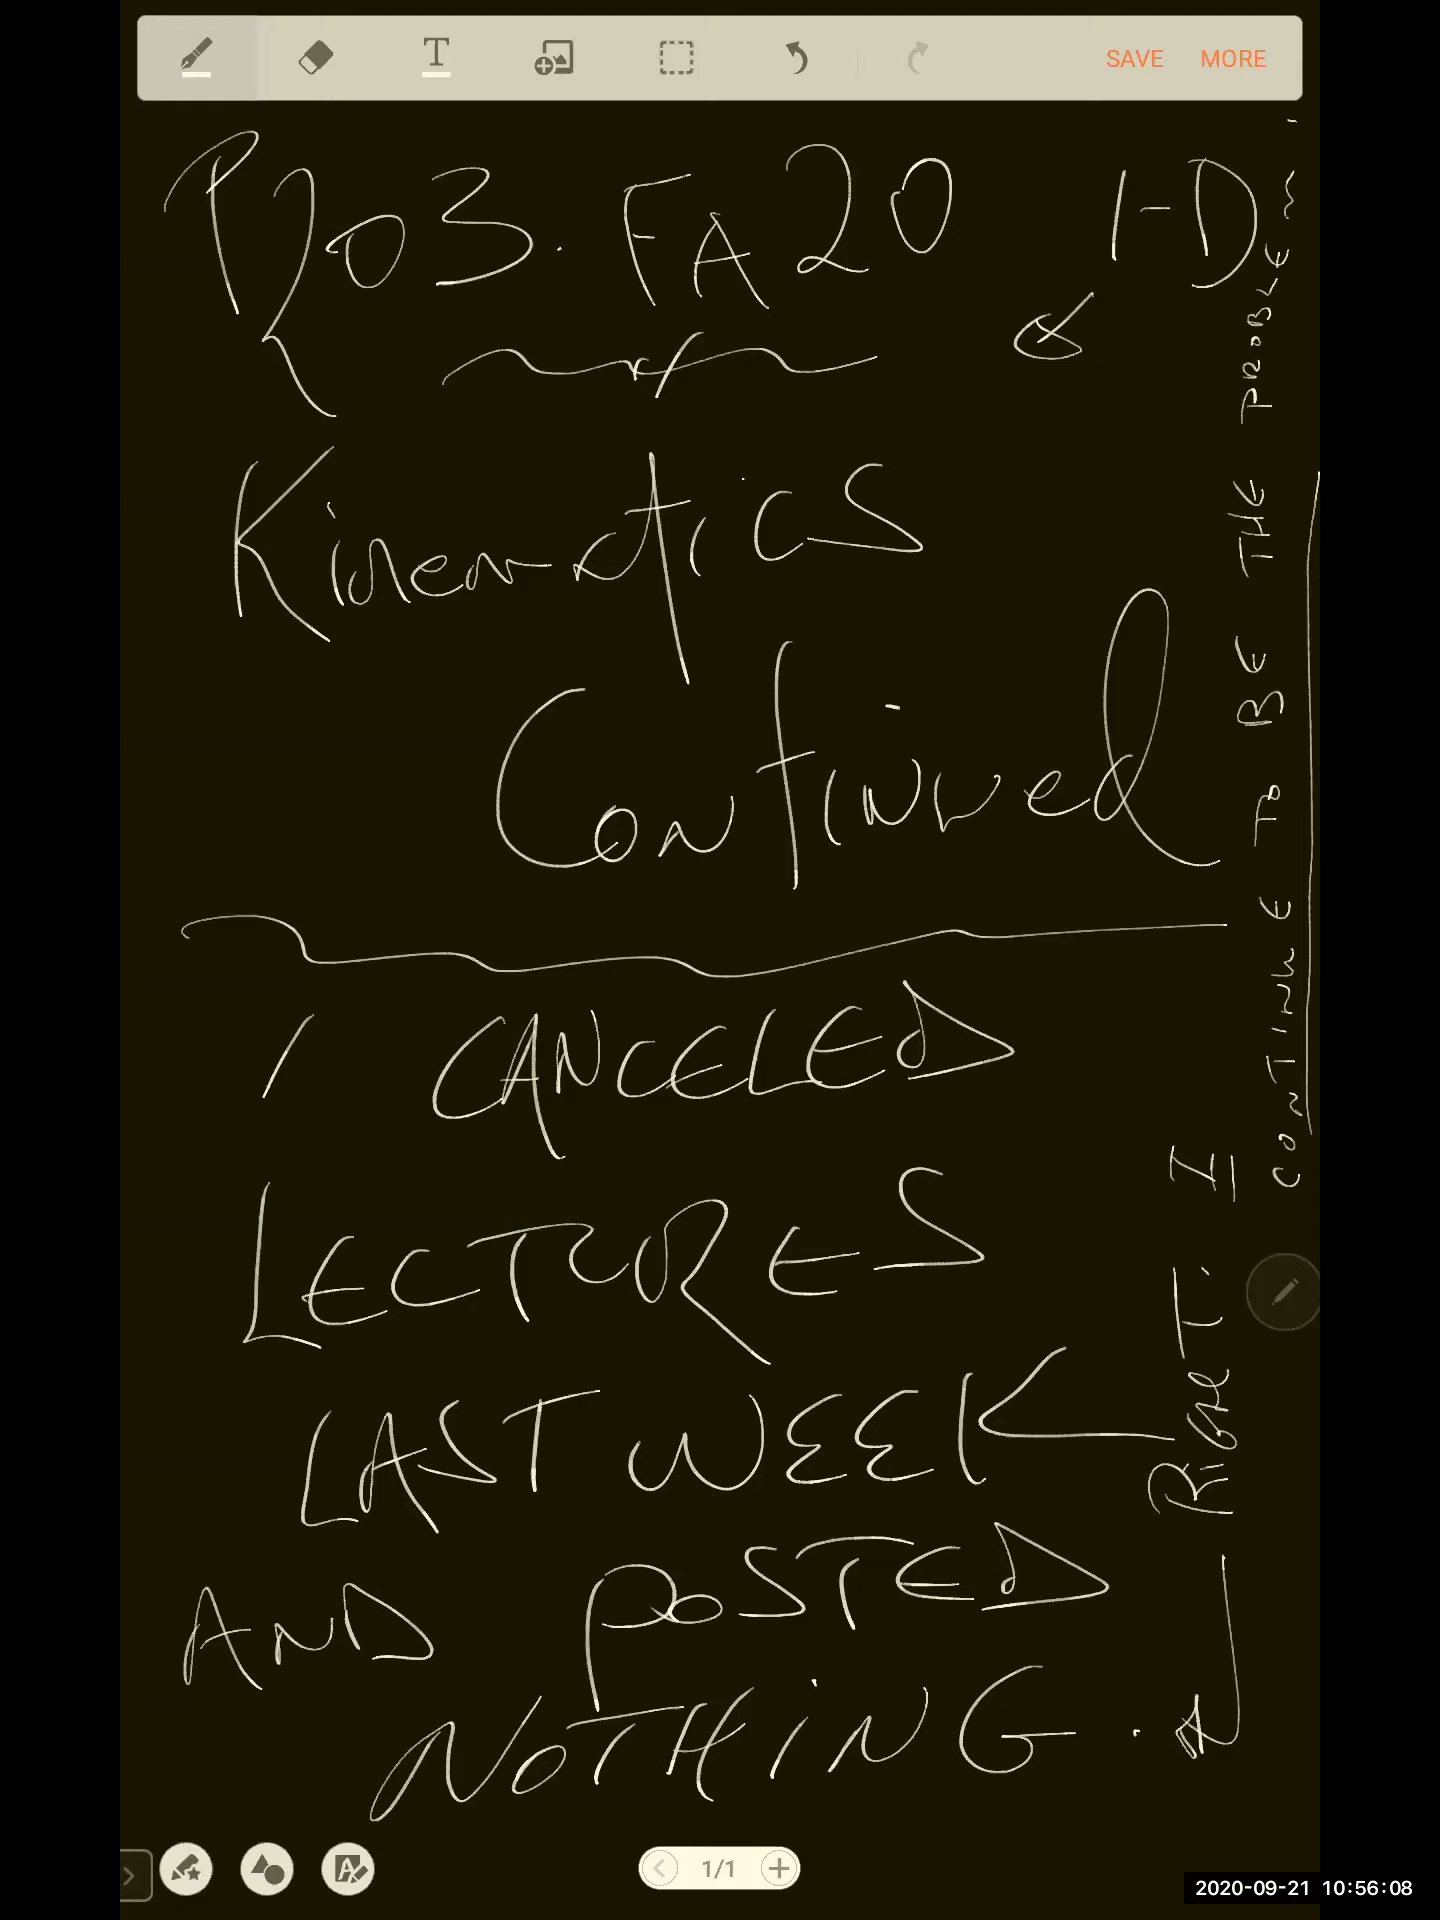 SAVE MORE
P203. FA20 1-D
&
Kinematics
Continued
I CANCELED
LECTURES
LAST WEEK
AND POSTED
NOTHING.
RIGHT. I
CONTINUE TO BE THE PROBLEM.
1/1
2020-09-21 10:56:08